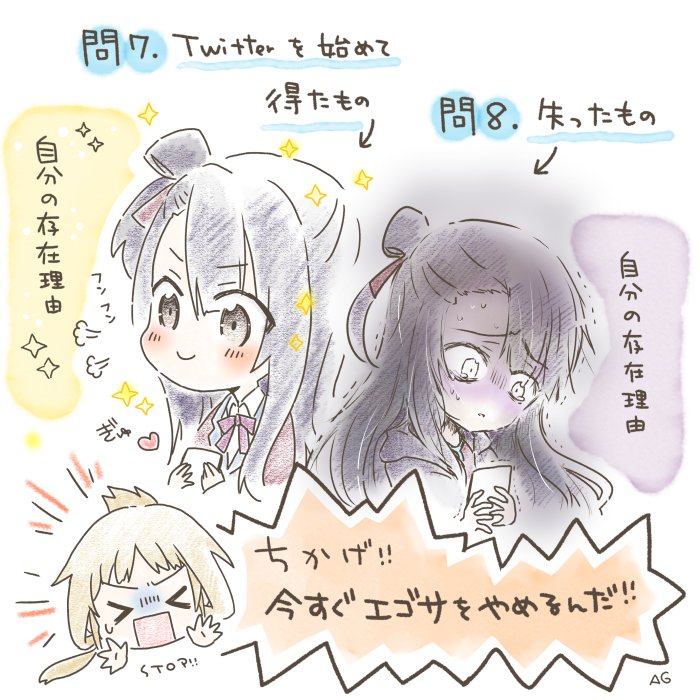 問7. Twitterを始めて
得たもの
問8. 失ったもの
自分の存在理由
フンフン
自分の存在理由
STOP!!
ちかげ!!
今すぐエゴサをやめるんだ!!
AG